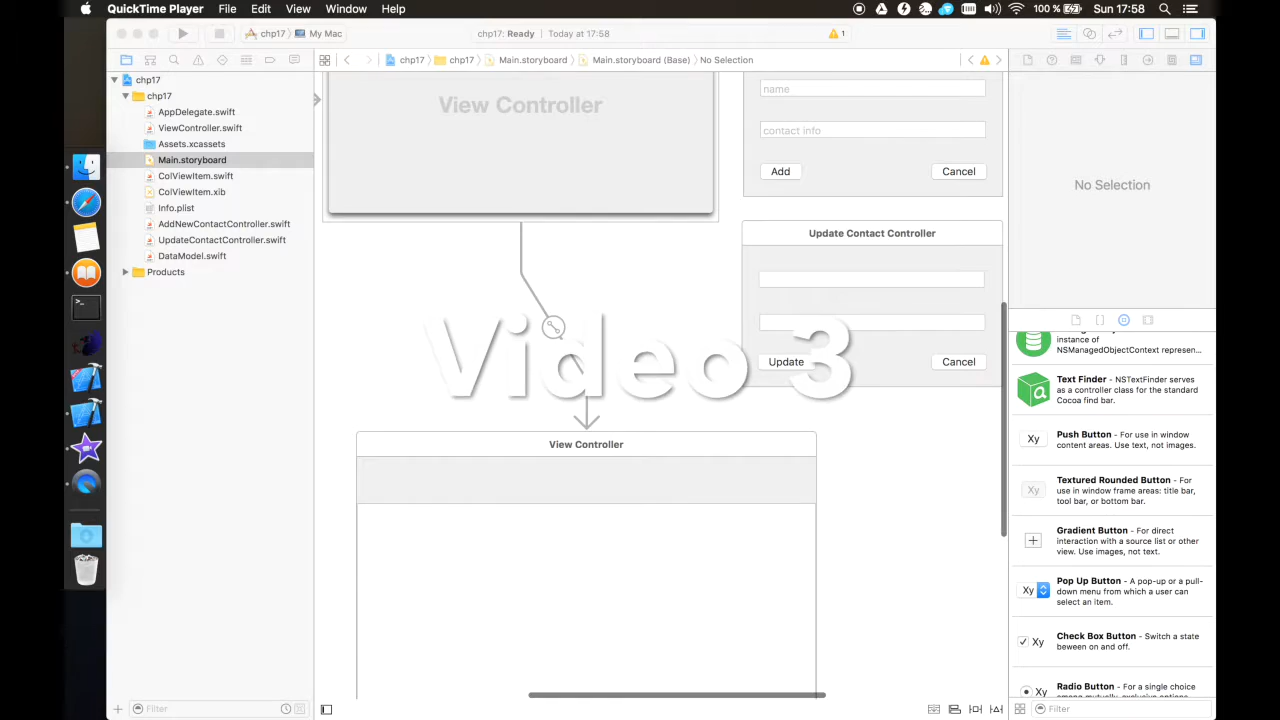 QuickTime Player File Edit View Window Help 100 % Sun 17:58
chp17 My Mac chp17: Ready Today at 17:58 1
chp17 chp17 Main.storyboard Main.storyboard (Base) No Selection
chp17
chp17
AppDelegate.swift
ViewController.swift
Assets.xcassets
Main.storyboard
ColViewItem.swift
ColViewItem.xib
Info.plist
AddNewContactController.swift
UpdateContactController.swift
DataModel.swift
Products
Filter
View Controller
name
contact info
Add Cancel
Update Contact Controller
Update Cancel
View Controller
Video 3
No Selection
instance of
NSManagedObjectContext represen...
Text Finder - NSTextFinder serves
as a controller class for the standard
Cocoa find bar.
Xy
Push Button - For use in window
content areas. Use text, not images.
Xy
Textured Rounded Button - For
use in window frame areas: title bar,
tool bar, or bottom bar.
Gradient Button - For direct
interaction with a source list or other
view. Use images, not text.
Xy
Pop Up Button - A pop-up or a pull-
down menu from which a user can
select an item.
Xy
Check Box Button - Switch a state
beween on and off.
Xy
Radio Button - For a single choice
Filter